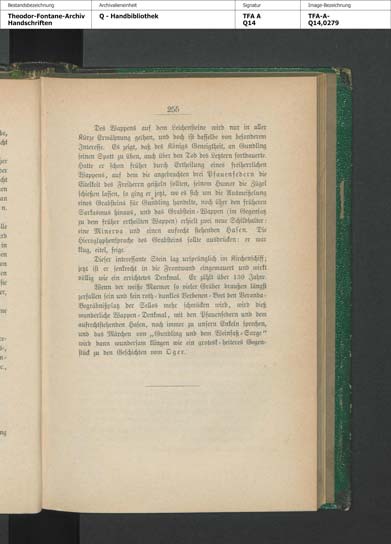 Bestandsbezeichnung
Archivalieneinheit
Signatur
Image-Bezeichnung
Theodor-Fontane-Archiv
Handschriften
Q - Handbibliothek
TFA A
Q14
TFA-A-
Q14,0279
255
Des Wappens auf dem Leichensteine wird nur in aller
Kürze Erwähnung gethan, und doch ist dasselbe von besonderem
Interesse. Es zeigt, daß des Königs Geneigtheit, an Gundling
seinen Spott zu üben, auch über den Tod des Letztern fortdauerte.
Hatte er schon früher durch Ertheilung eines freiherrlichen
Wappens, auf dem die angebrachten drei Pfauenfedern die
Eitelkeit des Freiherrn geißeln sollten, seinem Humor die Zügel
schießen lassen, so ging er jetzt, wo es sich um die Ausmeißelung
eines Grabsteins für Gundling handelte, noch über den früheren
Sarkasmus hinaus, und das Grabstein-Wappen (im Gegensatz
zu dem früher ertheilten Wappen) erhielt zwei neue Schildhalter:
eine Minerva und einen aufrecht stehenden Hasen. Die
Hieroglyphensprache des Grabsteins sollte ausdrücken: er war
klug, eitel, feige.
Dieser interessante Stein lag ursprünglich im Kirchenschiff;
jetzt ist er senkrecht in die Frontwand eingemauert und wirkt
völlig wie ein errichtetes Denkmal. Er zählt über 130 Jahre.
Wenn der weiße Marmor so vieler Gräber draußen längst
zerfallen sein und kein roth-dunkles Verbenen-Beet den Veranda-
Begräbnißplatz der Sellos mehr schmücken wird, wird dieß
wunderliche Wappen-Denkmal, mit den Pfauenfedern und dem
aufrechtstehenden Hasen, noch immer zu unsern Enkeln sprechen,
und das Märchen von „Gundling und dem Weinfaß-Sarge"
wird dann wundersam klingen wie ein grotesk-heiteres Gegen-
stück zu den Geschichten vom Oger.